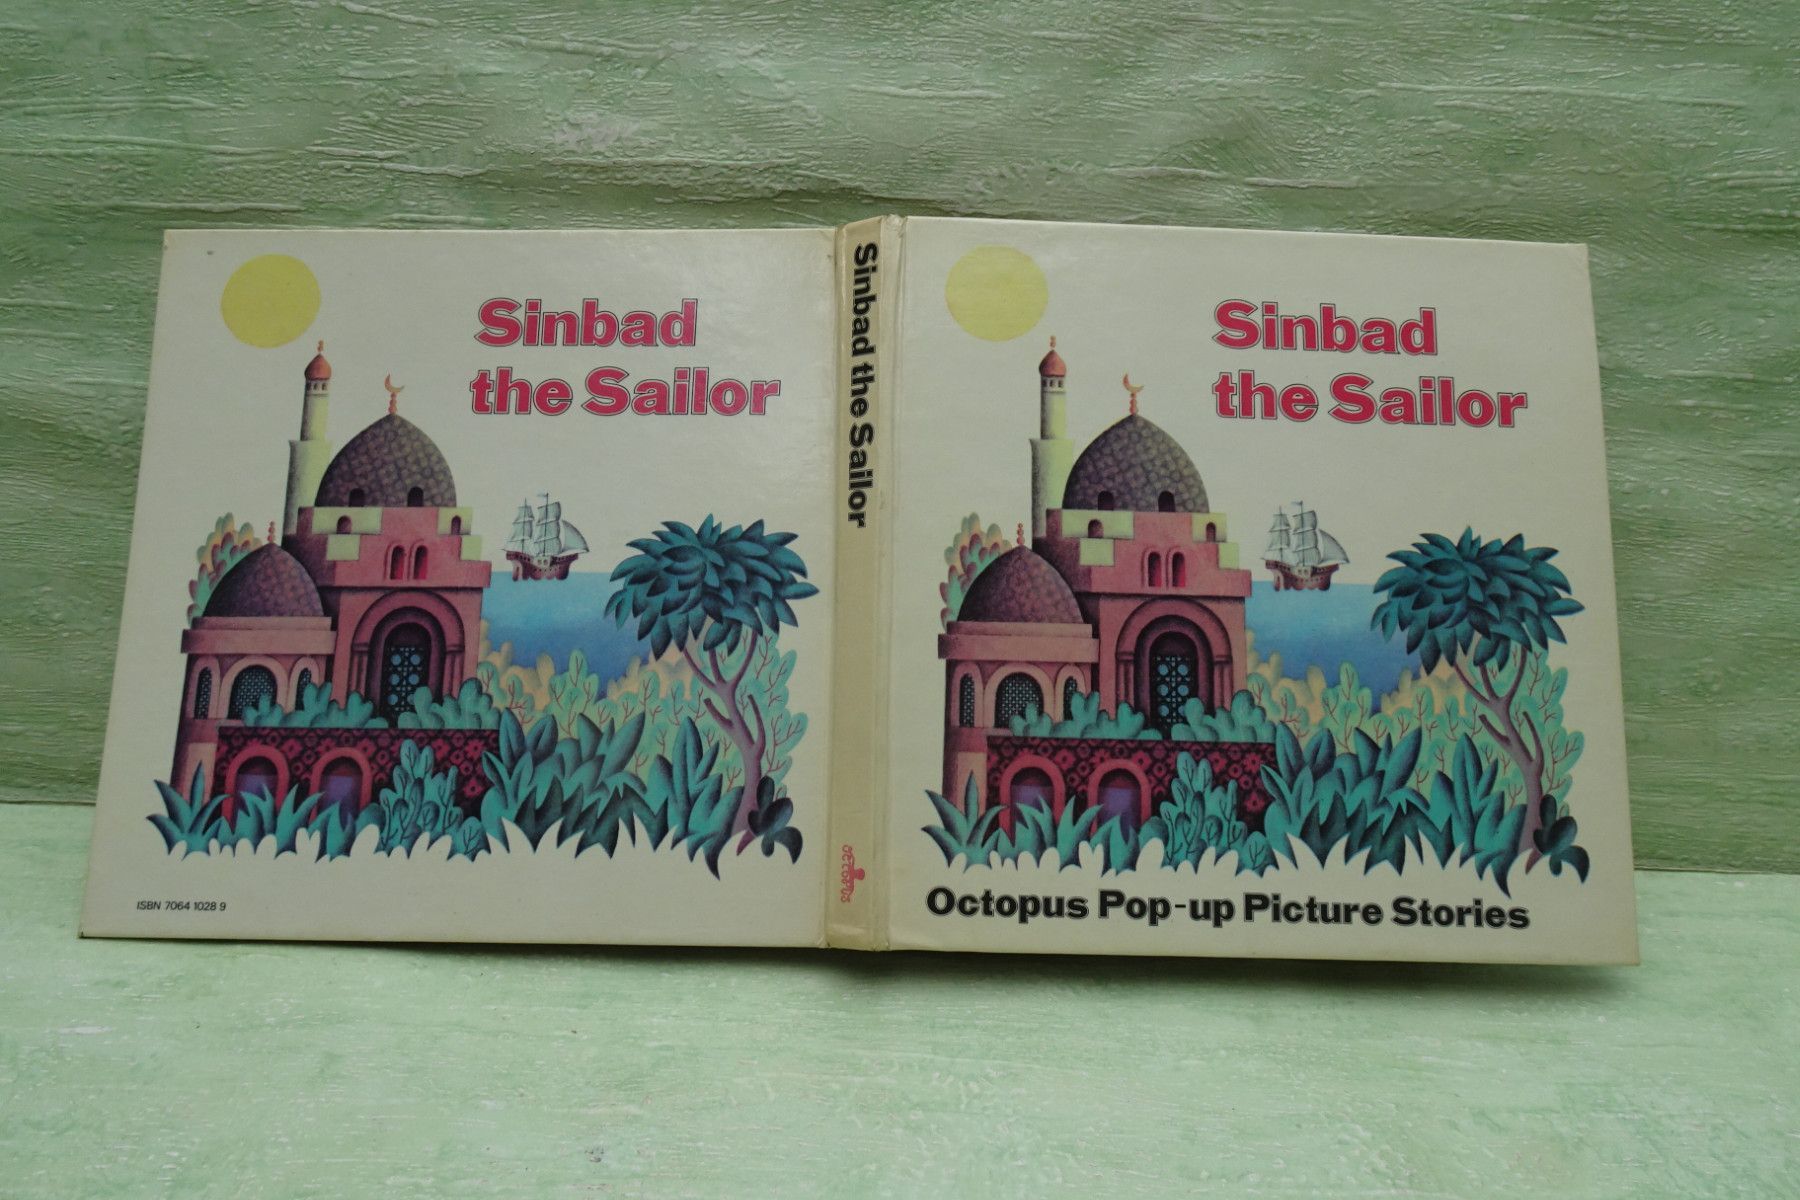 Sinbad
the Sailor
ISBN 7064 1028 9
Sinbad the Sailor
OCTOPUS
Sinbad
the Sailor
Octopus Pop-up Picture Stories